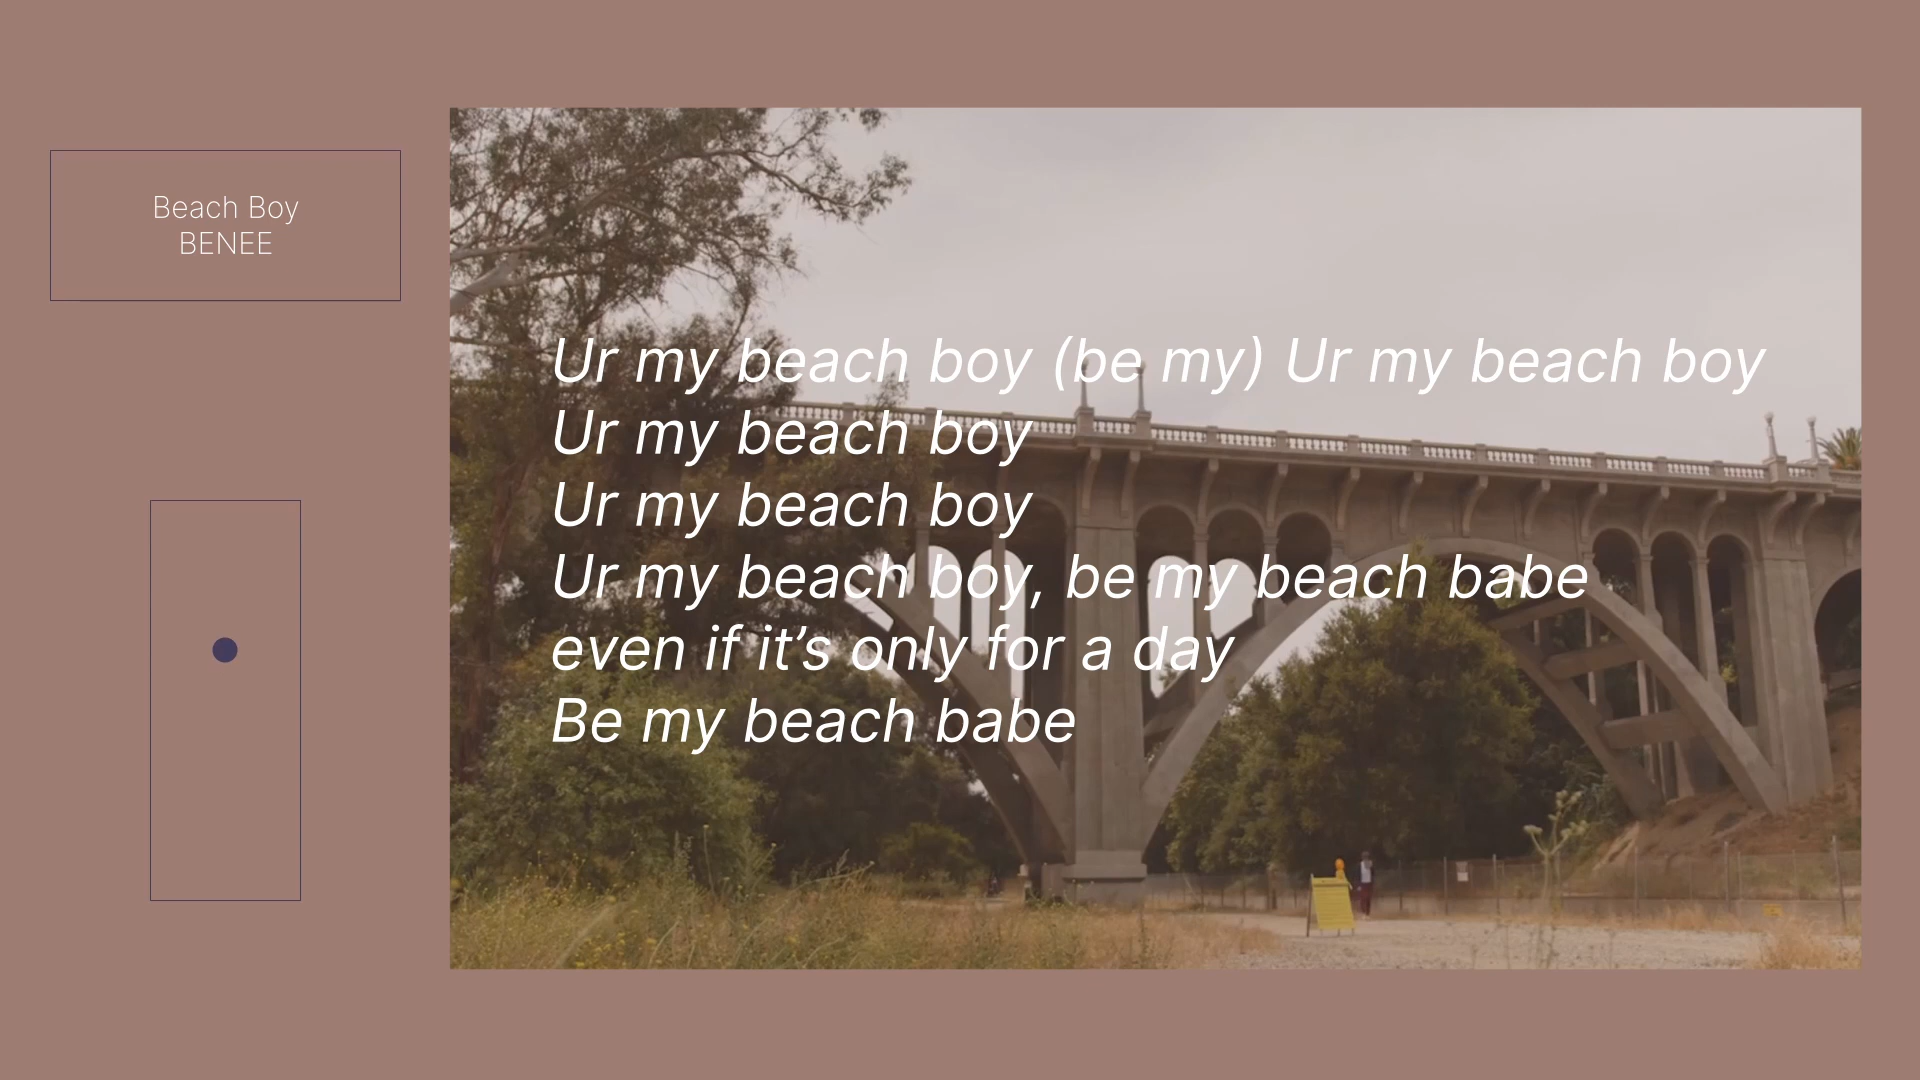 Beach Boy
BENEE
Ur my beach boy (be my) Ur my beach boy
Ur my beach boy
Ur my beach boy
Ur my beach boy, be my beach babe
even if it’s only for a day
Be my beach babe